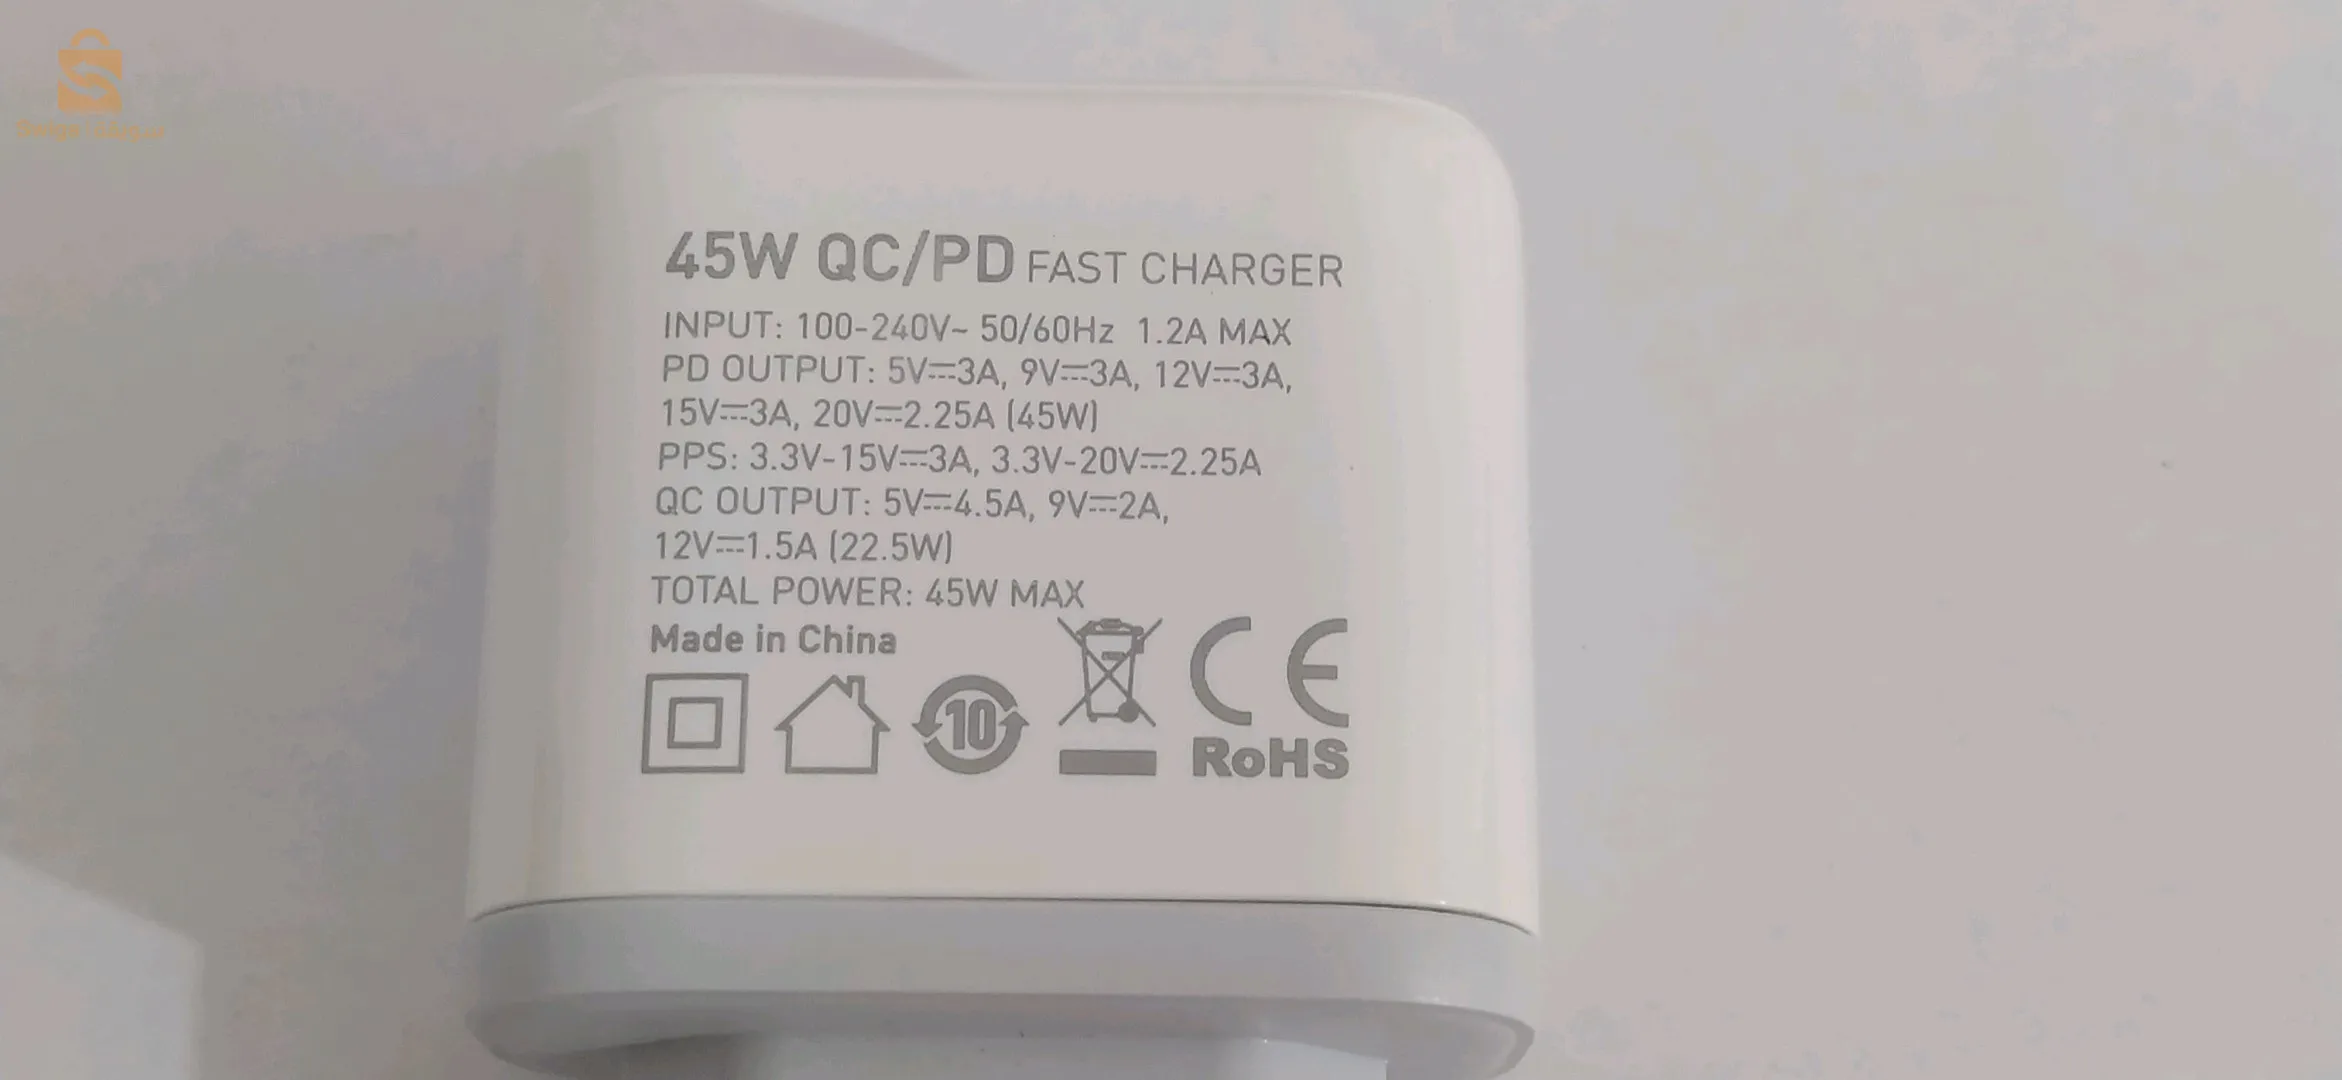 45W QC/PD FAST CHARGER
INPUT: 100-240V~ 50/60Hz 1.2A MAX
PD OUTPUT: 5V⎓3A, 9V⎓3A, 12V⎓3A,
15V⎓3A, 20V⎓2.25A (45W)
PPS: 3.3V-15V⎓3A, 3.3V-20V⎓2.25A
QC OUTPUT: 5V⎓4.5A, 9V⎓2A,
12V⎓1.5A (22.5W)
TOTAL POWER: 45W MAX
Made in China
10
CE
RoHS